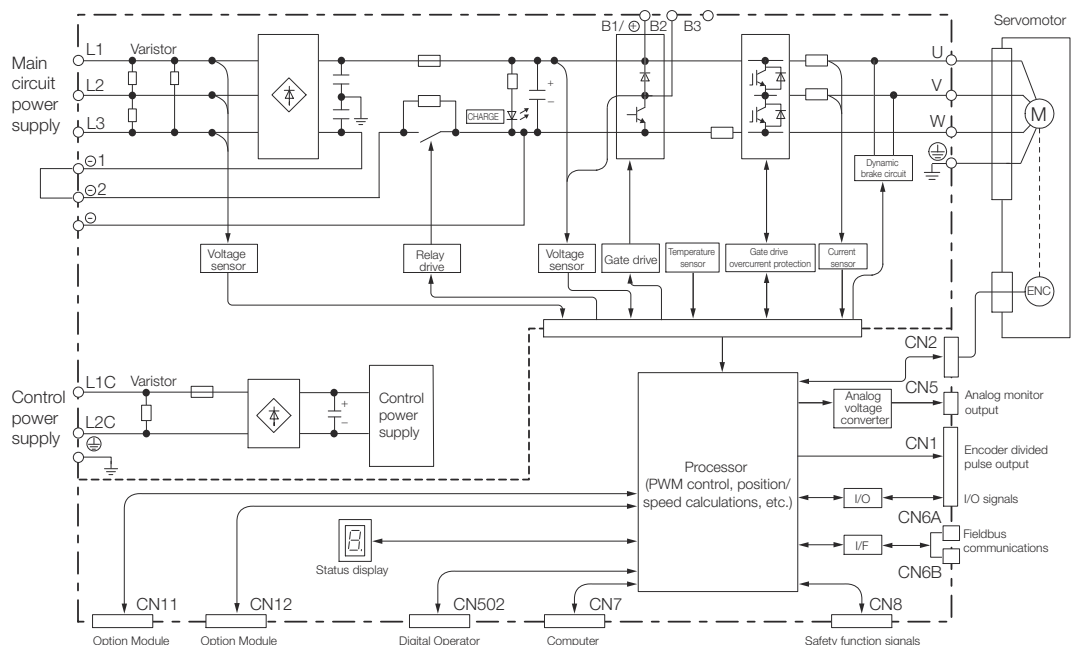 B1/ ⊕ B2 B3
Servomotor
Main
circuit
power
supply
L1
Varistor
L2
L3
⊖1
⊖2
⊖
CHARGE
+
−
U
V
W
M
Dynamic
brake circuit
Voltage
sensor
Relay
drive
Voltage
sensor
Gate drive
Temperature
sensor
Gate drive
overcurrent protection
Current
sensor
ENC
Control
power
supply
L1C
Varistor
L2C
+
−
Control
power
supply
Processor
(PWM control, position/
speed calculations, etc.)
CN2
CN5
Analog
voltage
converter
Analog monitor
output
CN1
Encoder divided
pulse output
I/O
I/O signals
CN6A
I/F
Fieldbus
communications
CN6B
8.
Status display
CN11
Option Module
CN12
Option Module
CN502
Digital Operator
CN7
Computer
CN8
Safety function signals